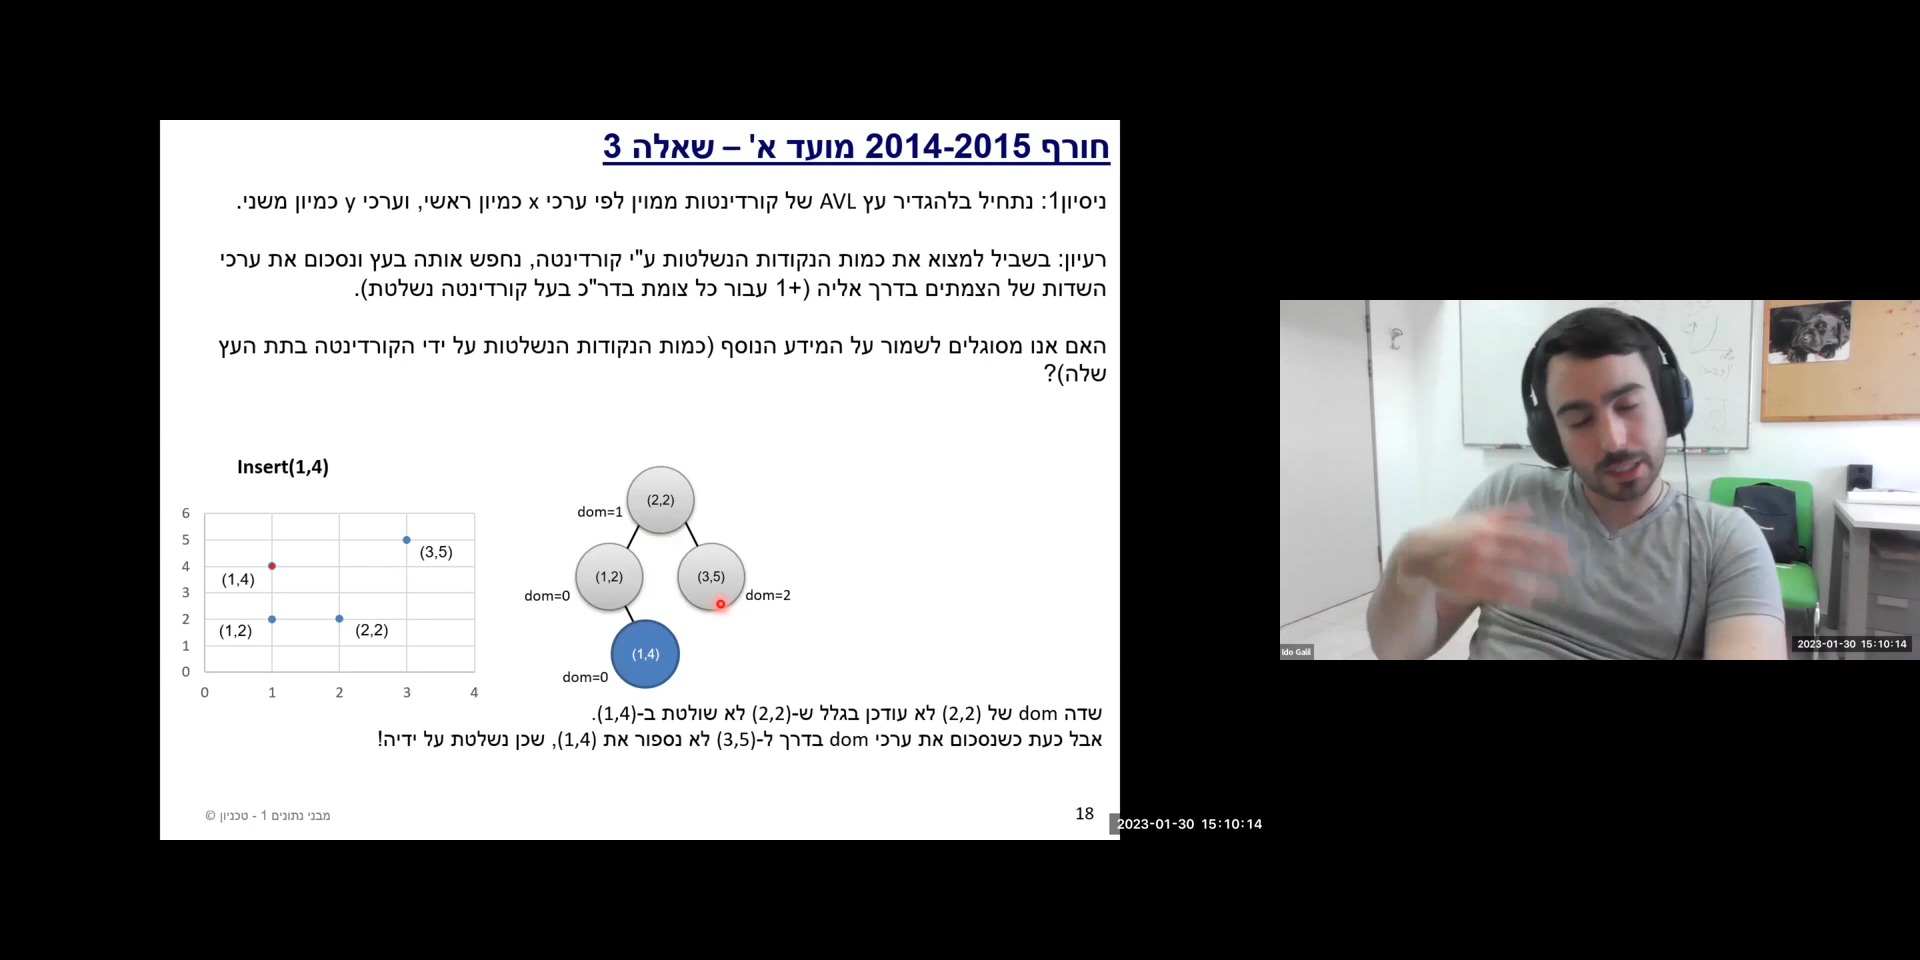 חורף 2014-2015 מועד א' – שאלה 3
ניסיון1: נתחיל בלהגדיר עץ AVL של קורדינטות ממוין לפי ערכי x כמיון ראשי, וערכי y כמיון משני.
רעיון: בשביל למצוא את כמות הנקודות הנשלטות ע"י קורדינטה, נחפש אותה בעץ ונסכום את ערכי
השדות של הצמתים בדרך אליה (+1 עבור כל צומת בדר"כ בעל קורדינטה נשלטת).
האם אנו מסוגלים לשמור על המידע הנוסף (כמות הנקודות הנשלטות על ידי הקורדינטה בתת העץ
שלה)?
Insert(1,4)
6
5
4
3
2
1
0
0 1 2 3 4
(3,5)
(1,4)
(1,2)
(2,2)
(2,2)
dom=1
(1,2)
dom=0
(3,5)
dom=2
(1,4)
dom=0
שדה dom של (2,2) לא עודכן בגלל ש-(2,2) לא שולטת ב-(1,4).
אבל כעת כשנסכום את ערכי dom בדרך ל-(3,5) לא נספור את (1,4), שכן נשלטת על ידיה!
מבני נתונים 1 - טכניון ©
18
2023-01-30 15:10:14
Ido Galil
2023-01-30 15:10:14